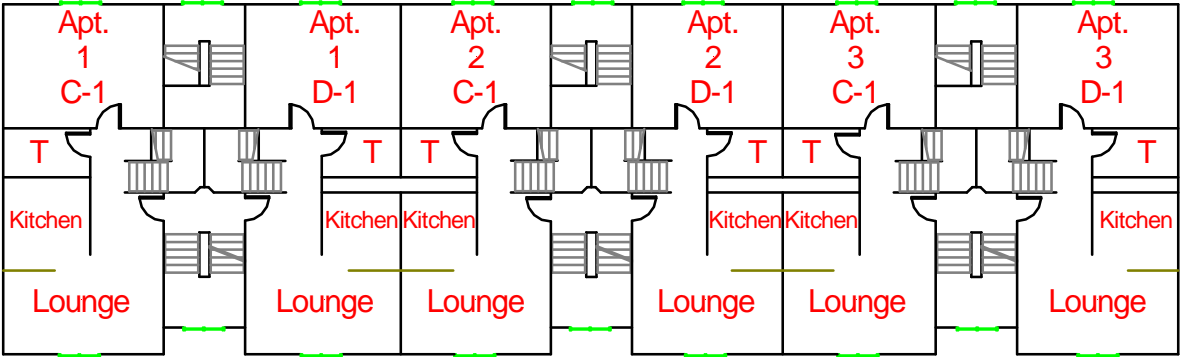 Apt.
1
C-1
Apt.
1
D-1
Apt.
2
C-1
Apt.
2
D-1
Apt.
3
C-1
Apt.
3
D-1
T
T
T
T
T
T
Kitchen
Kitchen
Kitchen
Kitchen
Kitchen
Kitchen
Lounge
Lounge
Lounge
Lounge
Lounge
Lounge